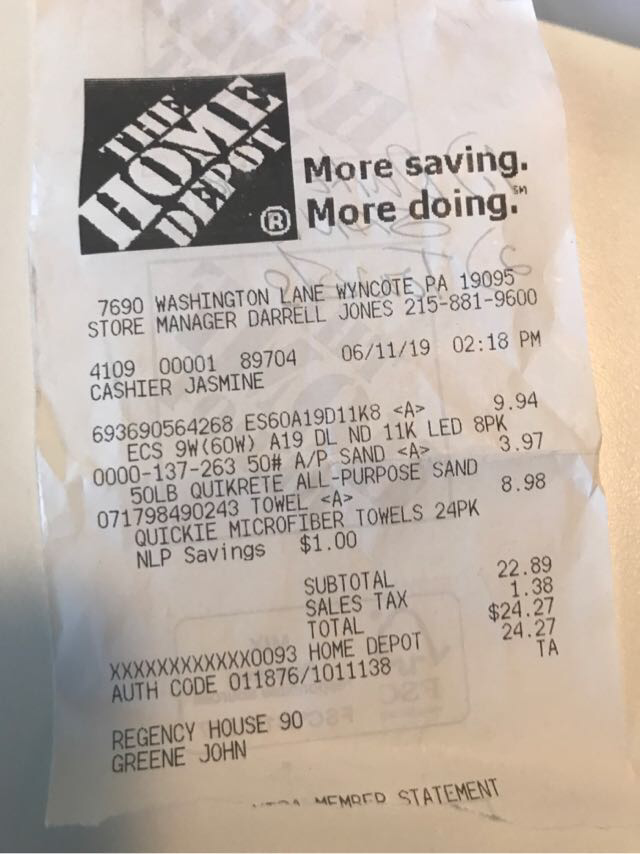 THE
HOME
DEPOT
®
More saving.
More doing.℠
7690 WASHINGTON LANE WYNCOTE, PA 19095
STORE MANAGER DARRELL JONES 215-881-9600
4109 00001 89704 06/11/19 02:18 PM
CASHIER JASMINE
693690564268 ES60A19D11K8 <A> 9.94
ECS 9W(60W) A19 DL ND 11K LED 8PK
0000-137-263 50# A/P SAND <A> 3.97
50LB QUIKRETE ALL-PURPOSE SAND
071798490243 TOWEL <A> 8.98
QUICKIE MICROFIBER TOWELS 24PK
NLP Savings $1.00
SUBTOTAL 22.89
SALES TAX 1.38
TOTAL $24.27
XXXXXXXXXXXX0093 HOME DEPOT 24.27
AUTH CODE 011876/1011138 TA
REGENCY HOUSE 90
GREENE JOHN
STATEMENT